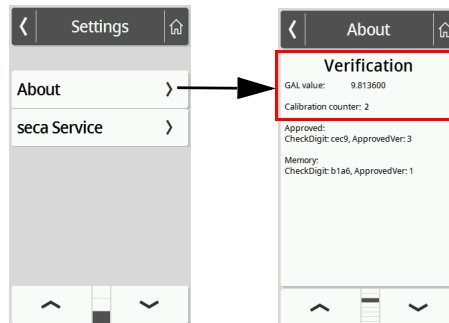 Settings
About
seca Service
About
Verification
GAL value: 9.813600
Calibration counter: 2
Approved:
CheckDigit: cec9, ApprovedVer: 3
Memory:
CheckDigit: b1a6, ApprovedVer: 1